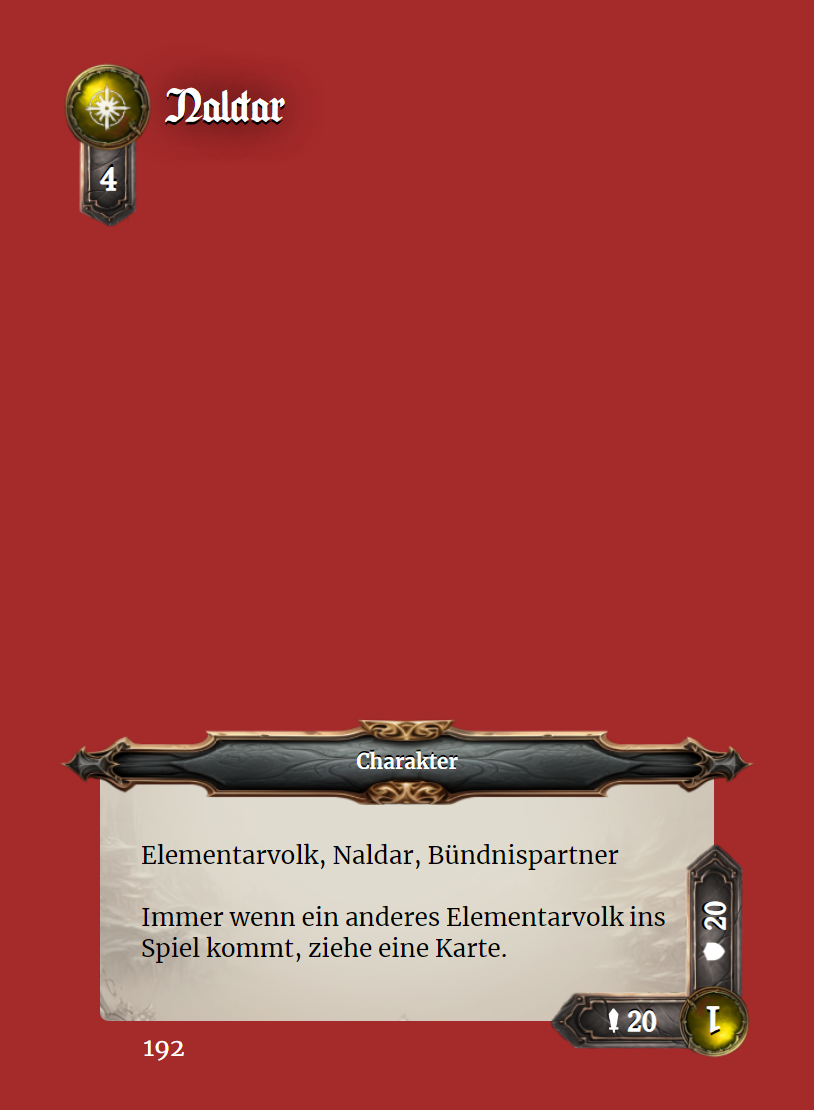 Naldar
4
Charakter
Elementarvolk, Naldar, Bündnispartner
Immer wenn ein anderes Elementarvolk ins
Spiel kommt, ziehe eine Karte.
20
20
1
192